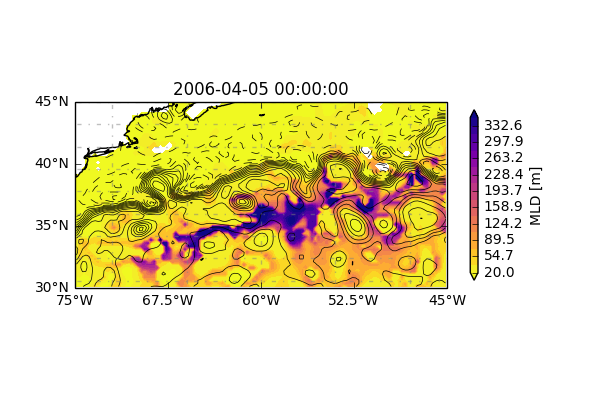 2006-04-05 00:00:00
45°N
40°N
35°N
30°N
75°W
67.5°W
60°W
52.5°W
45°W
332.6
297.9
263.2
228.4
193.7
158.9
124.2
89.5
54.7
20.0
MLD [m]